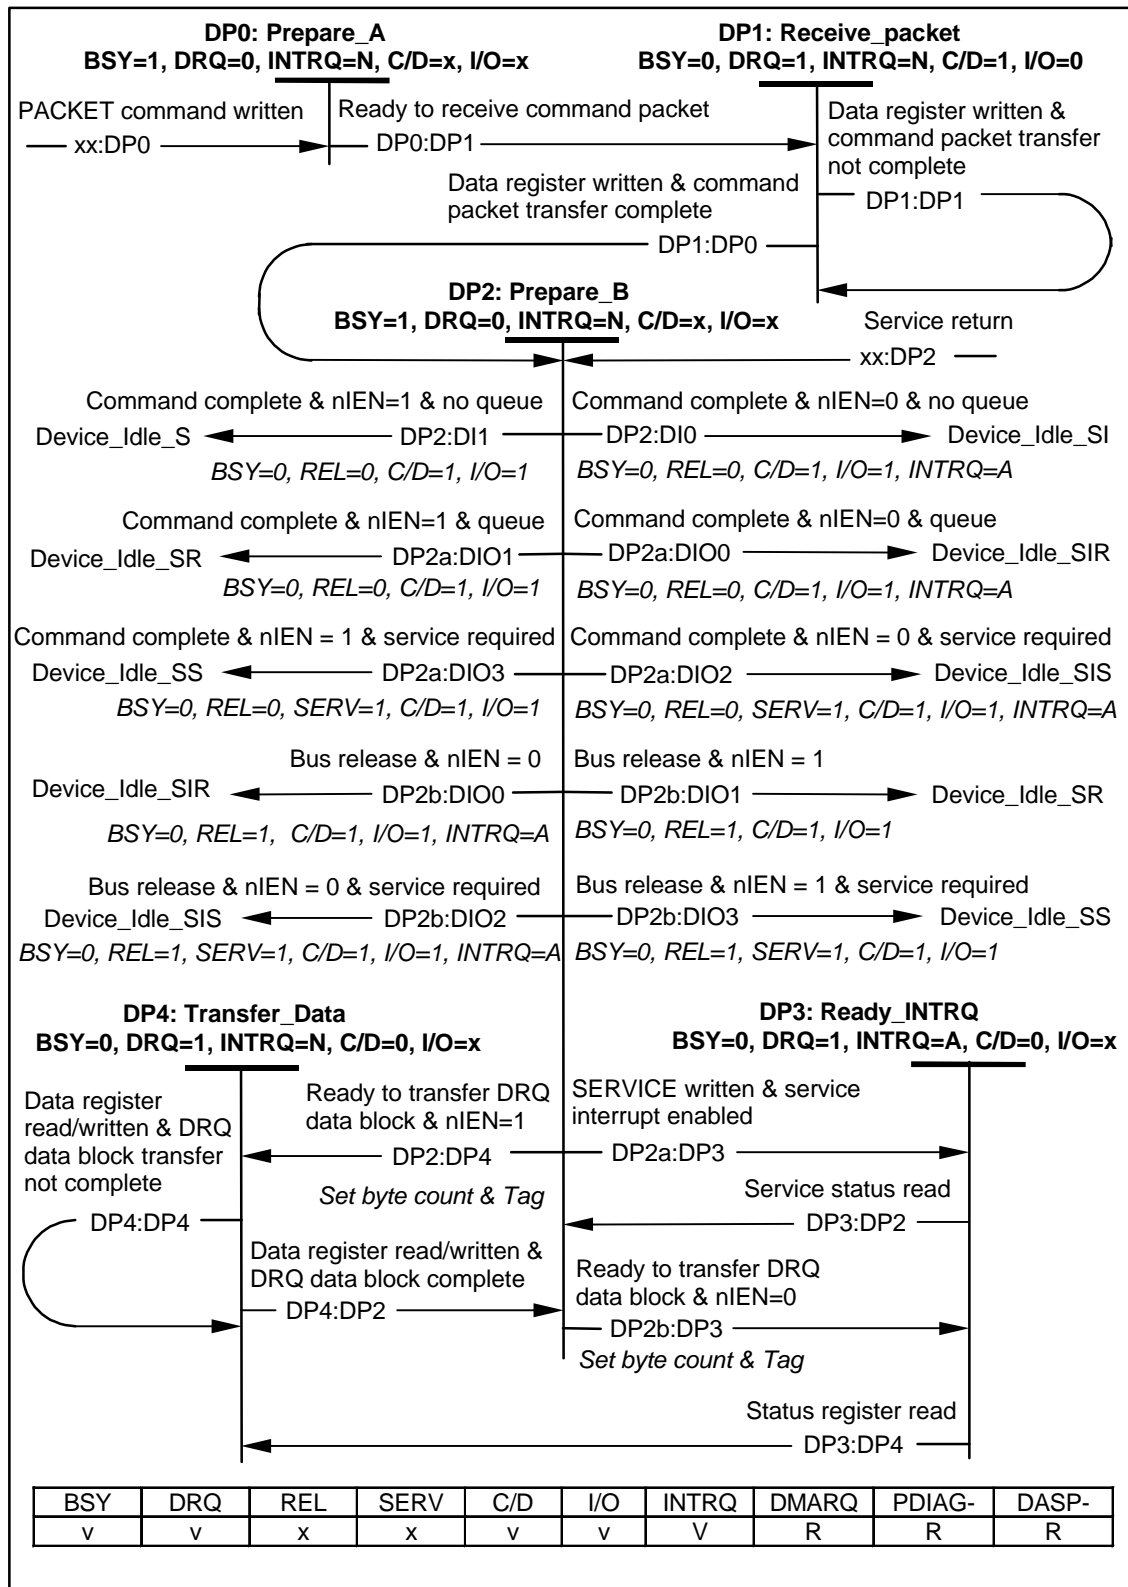 DP0: Prepare_A
BSY=1, DRQ=0, INTRQ=N, C/D=x, I/O=x
DP1: Receive_packet
BSY=0, DRQ=1, INTRQ=N, C/D=1, I/O=0
PACKET command written
xx:DP0
Ready to receive command packet
DP0:DP1
Data register written &
command packet transfer
not complete
DP1:DP1
Data register written & command
packet transfer complete
DP1:DP0
DP2: Prepare_B
BSY=1, DRQ=0, INTRQ=N, C/D=x, I/O=x
Service return
xx:DP2
Command complete & nIEN=1 & no queue
Device_Idle_S
DP2:DI1
BSY=0, REL=0, C/D=1, I/O=1
Command complete & nIEN=0 & no queue
DP2:DI0
Device_Idle_SI
BSY=0, REL=0, C/D=1, I/O=1, INTRQ=A
Command complete & nIEN=1 & queue
Device_Idle_SR
DP2a:DIO1
BSY=0, REL=0, C/D=1, I/O=1
Command complete & nIEN=0 & queue
DP2a:DIO0
Device_Idle_SIR
BSY=0, REL=0, C/D=1, I/O=1, INTRQ=A
Command complete & nIEN = 1 & service required
Device_Idle_SS
DP2a:DIO3
BSY=0, REL=0, SERV=1, C/D=1, I/O=1
Command complete & nIEN = 0 & service required
DP2a:DIO2
Device_Idle_SIS
BSY=0, REL=0, SERV=1, C/D=1, I/O=1, INTRQ=A
Bus release & nIEN = 0
Device_Idle_SIR
DP2b:DIO0
BSY=0, REL=1, C/D=1, I/O=1, INTRQ=A
Bus release & nIEN = 1
DP2b:DIO1
Device_Idle_SR
BSY=0, REL=1, C/D=1, I/O=1
Bus release & nIEN = 0 & service required
Device_Idle_SIS
DP2b:DIO2
BSY=0, REL=1, SERV=1, C/D=1, I/O=1, INTRQ=A
Bus release & nIEN = 1 & service required
DP2b:DIO3
Device_Idle_SS
BSY=0, REL=1, SERV=1, C/D=1, I/O=1
DP4: Transfer_Data
BSY=0, DRQ=1, INTRQ=N, C/D=0, I/O=x
DP3: Ready_INTRQ
BSY=0, DRQ=1, INTRQ=A, C/D=0, I/O=x
Data register
read/written & DRQ
data block transfer
not complete
DP4:DP4
Ready to transfer DRQ
data block & nIEN=1
DP2:DP4
Set byte count & Tag
SERVICE written & service
interrupt enabled
DP2a:DP3
Service status read
DP3:DP2
Data register read/written &
DRQ data block complete
DP4:DP2
Ready to transfer DRQ
data block & nIEN=0
DP2b:DP3
Set byte count & Tag
Status register read
DP3:DP4
BSY DRQ REL SERV C/D I/O INTRQ DMARQ PDIAG- DASP-
v v x x v v V R R R